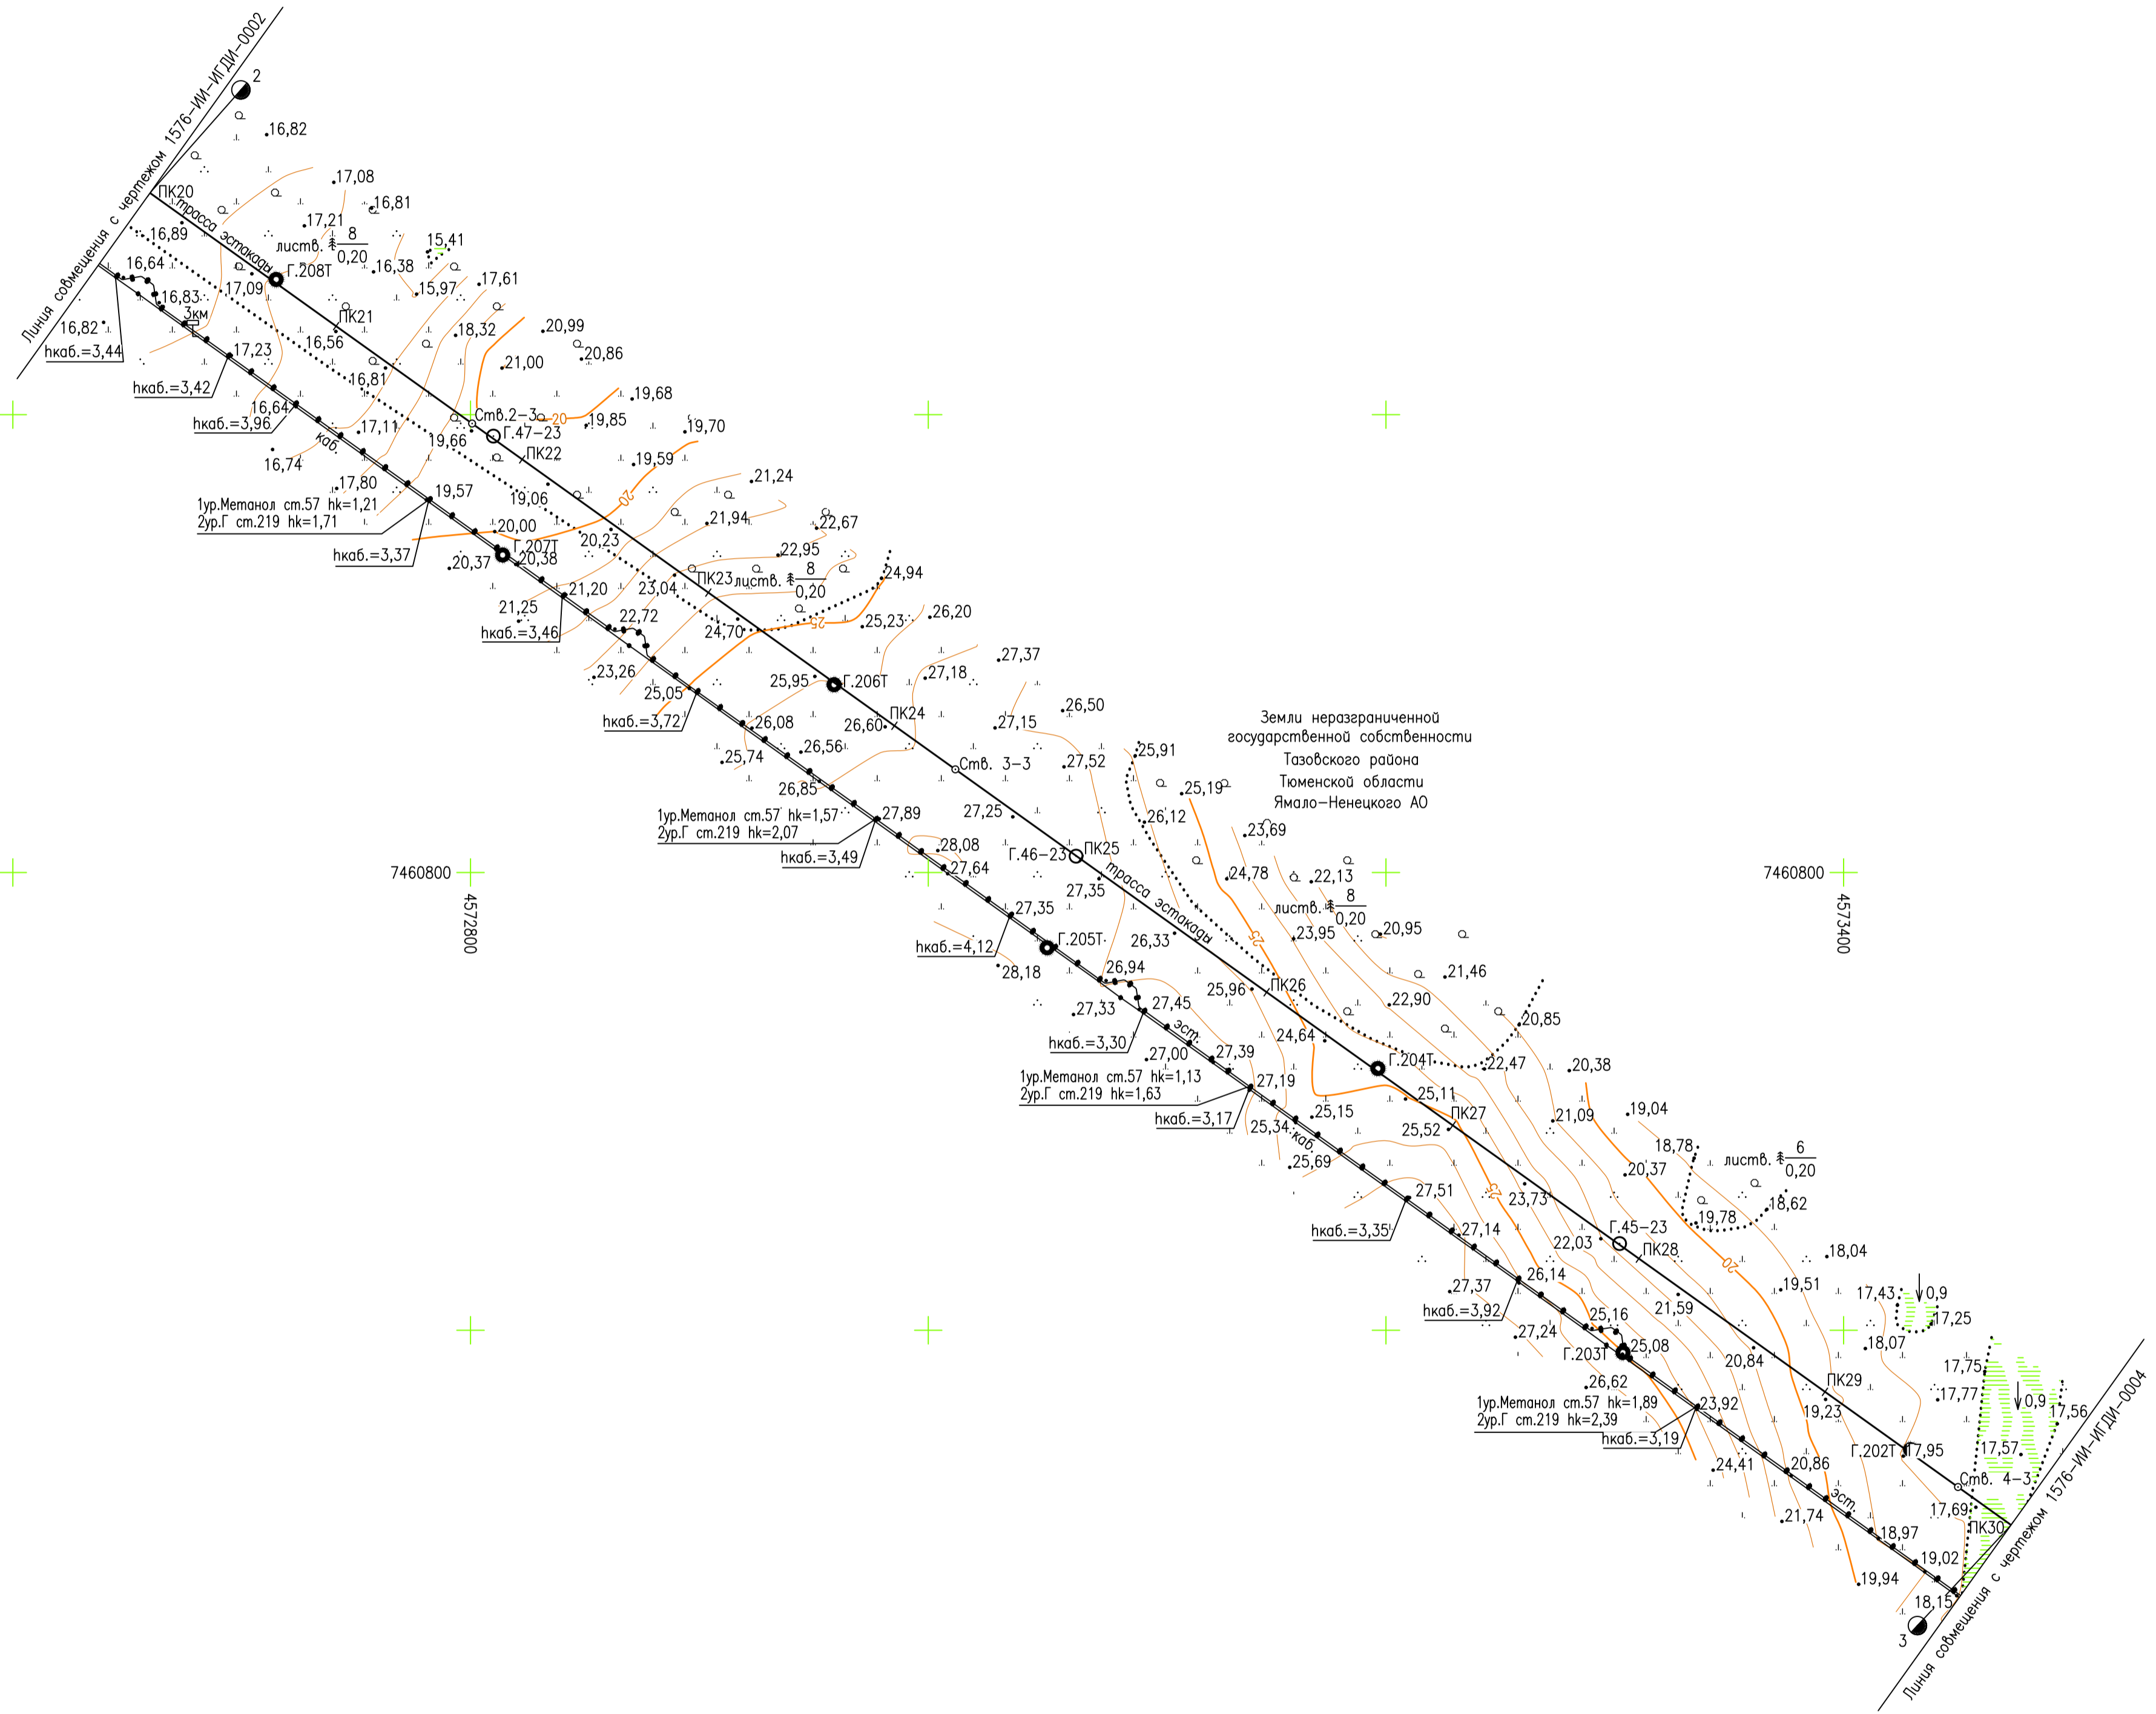 Линия совмещения с чертежом 1576-ИИ-ИГДИ-0002
2
16,82
17,08
ПК20
трасса эстакады
16,81
17,21
16,89
листв. 8
0,20
15,41
16,64
16,38
Г.208Т
17,09
17,61
15,97
16,83
3км
ПК21
16,82
16,56
18,32
20,99
hкаб.=3,44
17,23
20,86
21,00
16,81
hкаб.=3,42
19,68
16,64
Ств.2-3
20
19,85
hкаб.=3,96
17,11
Г.47-23
19,70
каб.
19,66
ПК22
16,74
19,59
17,80
21,24
19,57
19,06
20
1ур.Метанол ст.57 hк=1,21
2ур.Г ст.219 hк=1,71
21,94
22,67
20,00
20,23
hкаб.=3,37
Г.207Т
20,38
20,37
22,95
листв. 8
0,20
24,94
ПК23
23,04
21,20
21,25
22,72
26,20
25
25,23
24,70
hкаб.=3,46
27,37
23,26
25,95
Г.206Т
27,18
25,05
26,50
ПК24
hкаб.=3,72
26,08
26,60
27,15
Земли неразграниченной
государственной собственности
Тазовского района
Тюменской области
Ямало-Ненецкого АО
26,56
25,91
25,74
Ств. 3-3
27,52
26,85
25,19
1ур.Метанол ст.57 hк=1,57
2ур.Г ст.219 hк=2,07
27,89
27,25
26,12
23,69
hкаб.=3,49
28,08
Г.46-23
ПК25
27,64
7460800
7460800
4572800
4573400
27,35
трасса эстакады
24,78
22,13
листв. 8
0,20
27,35
26,33
25
23,95
20,95
hкаб.=4,12
Г.205Т
28,18
26,94
21,46
25,96
ПК26
27,33
27,45
22,90
эст.
20,85
24,64
hкаб.=3,30
27,00
27,39
Г.204Т
22,47
20,38
1ур.Метанол ст.57 hк=1,13
2ур.Г ст.219 hк=1,63
27,19
25,11
25,15
ПК27
21,09
19,04
hкаб.=3,17
25,34
каб.
25,52
18,78
листв. 6
0,20
25,69
20,37
27,51
25
23,73
18,62
19,78
hкаб.=3,35
27,14
Г.45-23
22,03
ПК28
18,04
20
27,37
26,14
19,51
17,43
0,9
hкаб.=3,92
25,16
21,59
17,25
27,24
Г.203Т
25,08
20,84
18,07
17,75
26,62
ПК29
17,77
0,9
1ур.Метанол ст.57 hк=1,89
2ур.Г ст.219 hк=2,39
23,92
19,23
17,56
hкаб.=3,19
Г.202Т
17,95
17,57
24,41
20,86
Ств. 4-3
эст.
21,74
17,69
ПК30
18,97
19,02
19,94
18,15
3
Линия совмещения с чертежом 1576-ИИ-ИГДИ-0004